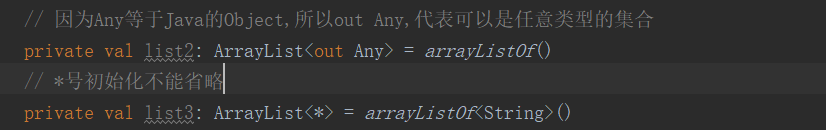 // 因为Any等于Java的Object,所以out Any,代表可以是任意类型的集合
private val list2: ArrayList<out Any> = arrayListOf()
// *号初始化不能省略
private val list3: ArrayList<*> = arrayListOf<String>()